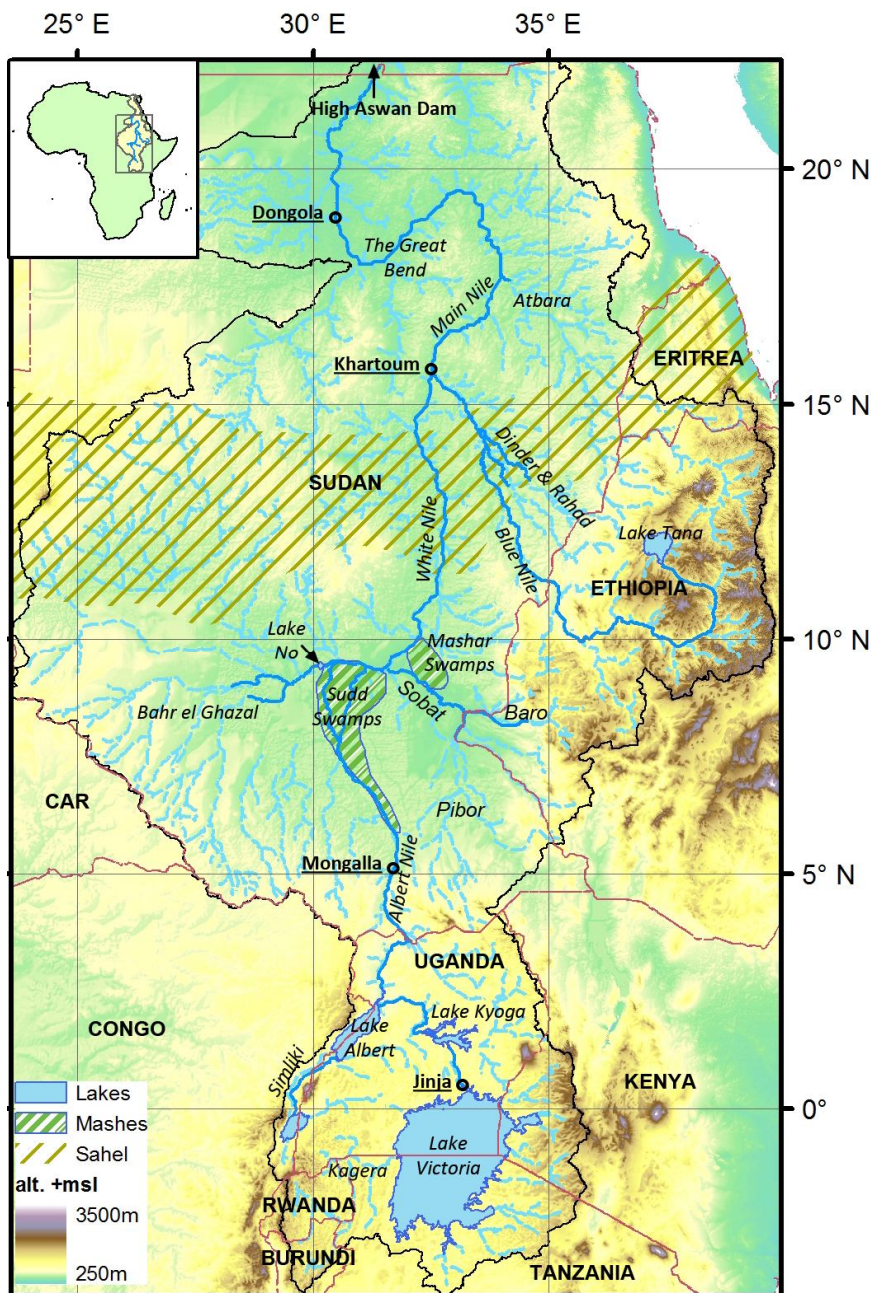 25° E
30° E
35° E
High Aswan Dam
20° N
Dongola
The Great
Bend
Main Nile
Atbara
Khartoum
ERITREA
15° N
Dinder & Rahad
SUDAN
White Nile
Blue Nile
Lake Tana
ETHIOPIA
Lake
No
10° N
Mashar
Swamps
Sudd
Swamps
Sobat
Bahr el Ghazal
Baro
CAR
Pibor
Mongalla
5° N
Albert Nile
UGANDA
CONGO
Lake
Albert
Lake Kyoga
Simliki
Jinja
KENYA
Lakes
Mashes
Sahel
0°
Lake
Victoria
Kagera
alt. +msl
3500m
250m
RWANDA
BURUNDI
TANZANIA